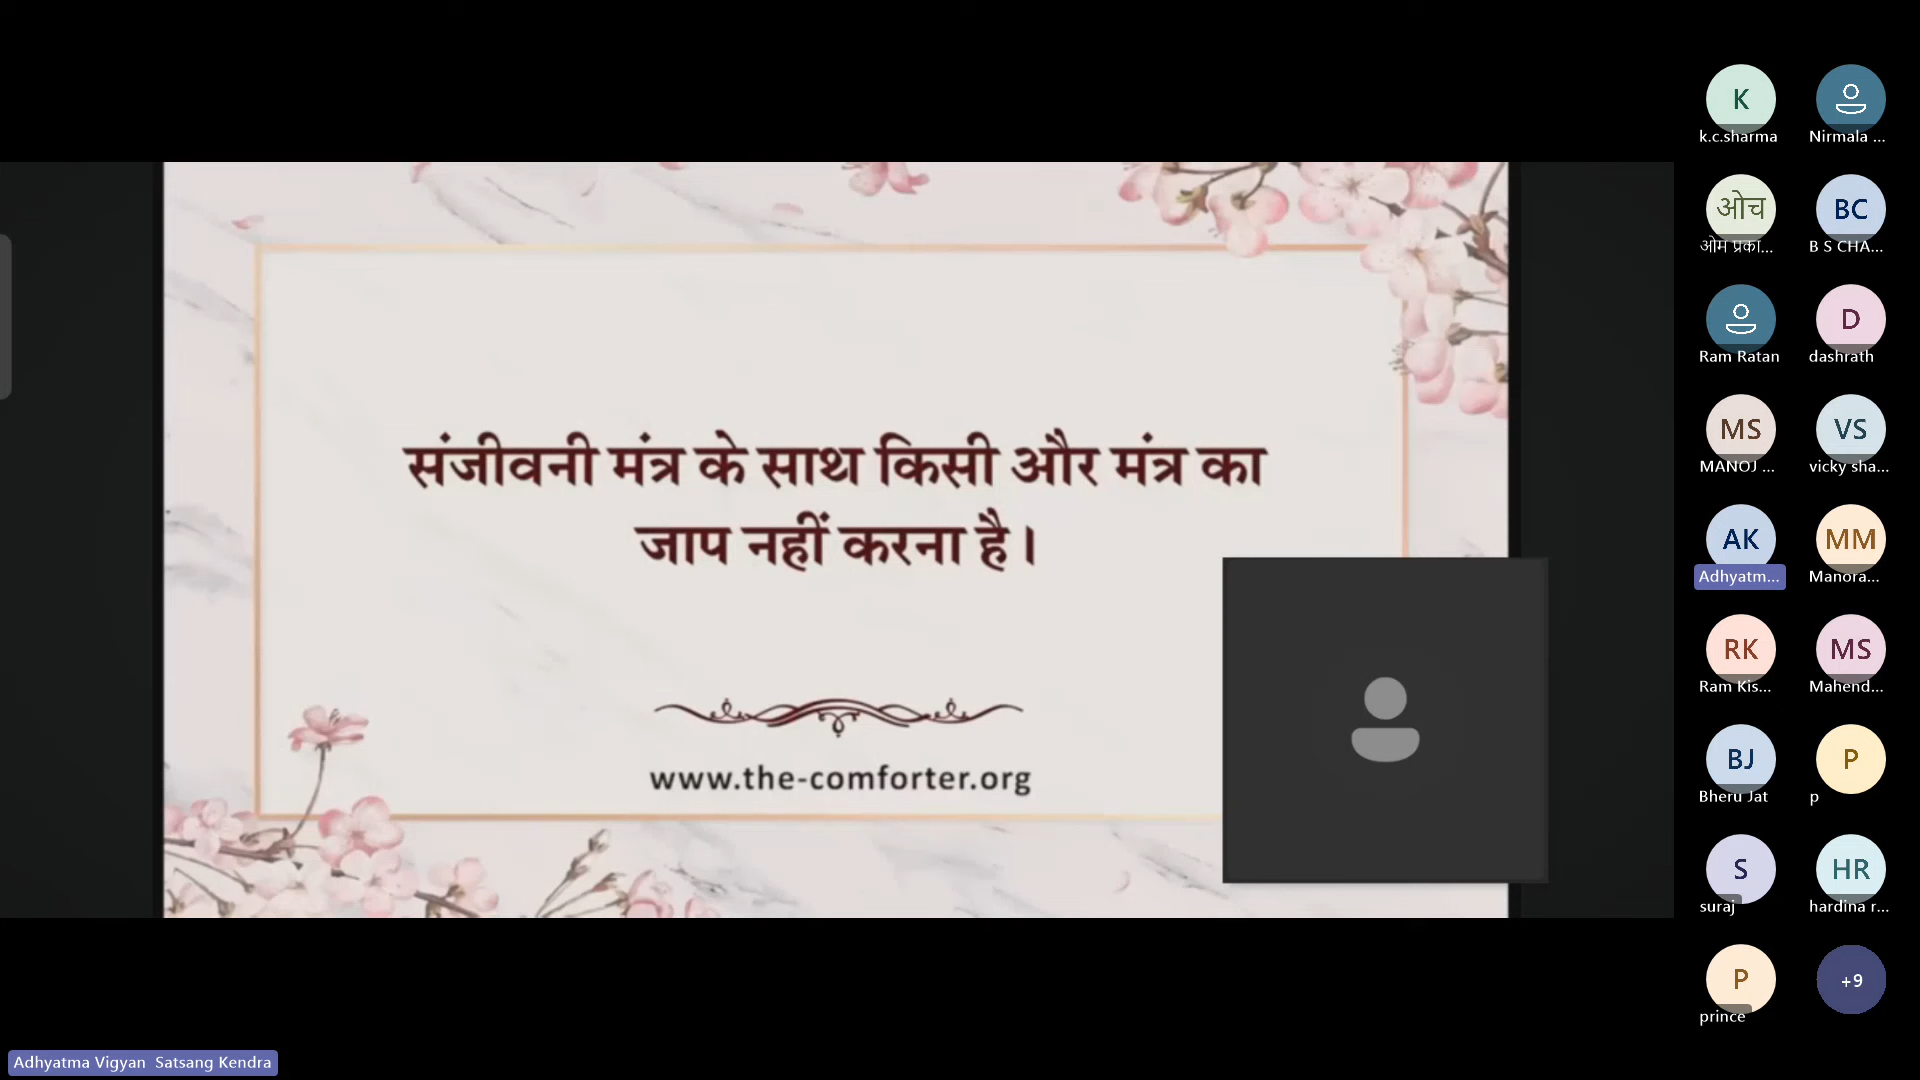 संजीवनी मंत्र के साथ किसी और मंत्र का
जाप नहीं करना है।
www.the-comforter.org
K
k.c.sharma
Nirmala ...
ओच
ओम प्रका...
BC
B S CHA...
Ram Ratan
D
dashrath
MS
MANOJ ...
VS
vicky sha...
AK
Adhyatm...
MM
Manora...
RK
Ram Kis...
MS
Mahend...
BJ
Bheru Jat
P
p
S
suraj
HR
hardina r...
P
prince
+9
Adhyatma Vigyan Satsang Kendra